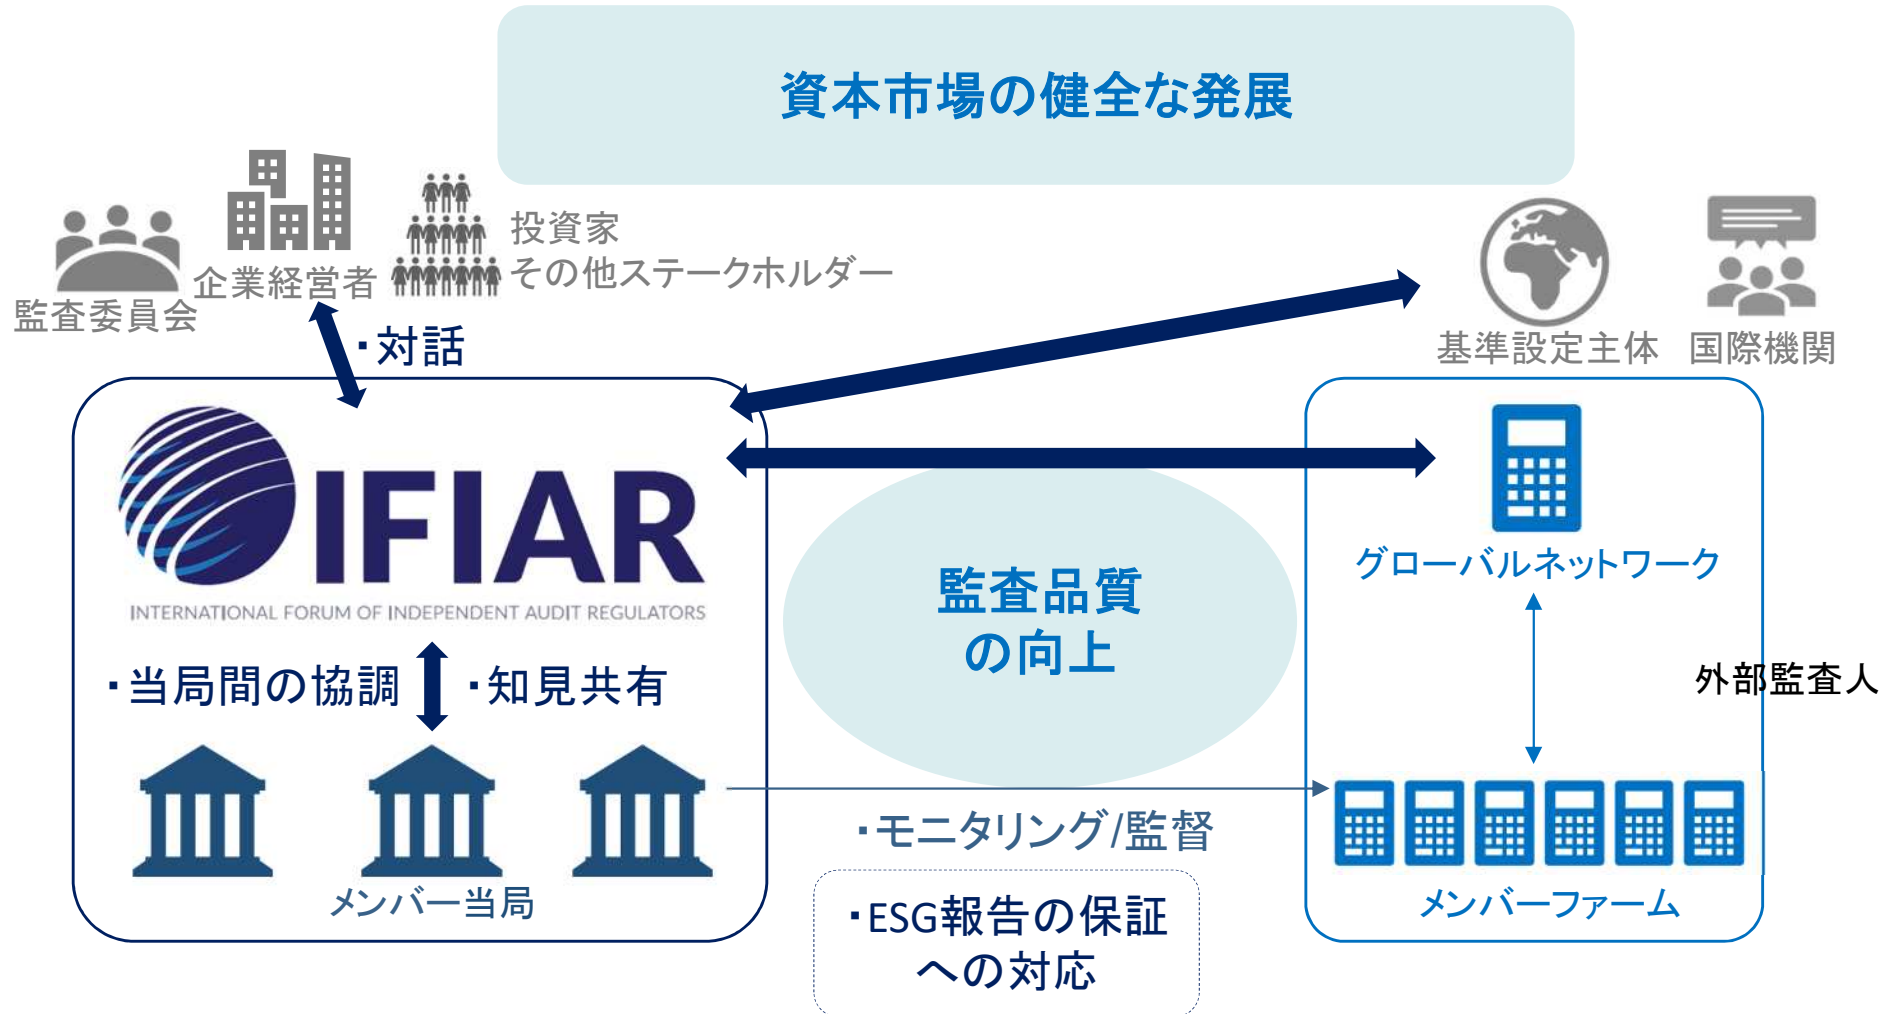 資本市場の健全な発展
監査委員会
企業経営者
投資家
その他ステークホルダー
基準設定主体
国際機関
・対話
IFIAR
INTERNATIONAL FORUM OF INDEPENDENT AUDIT REGULATORS
・当局間の協調
・知見共有
メンバー当局
監査品質
の向上
・モニタリング/監督
・ESG報告の保証
への対応
グローバルネットワーク
外部監査人
メンバーファーム